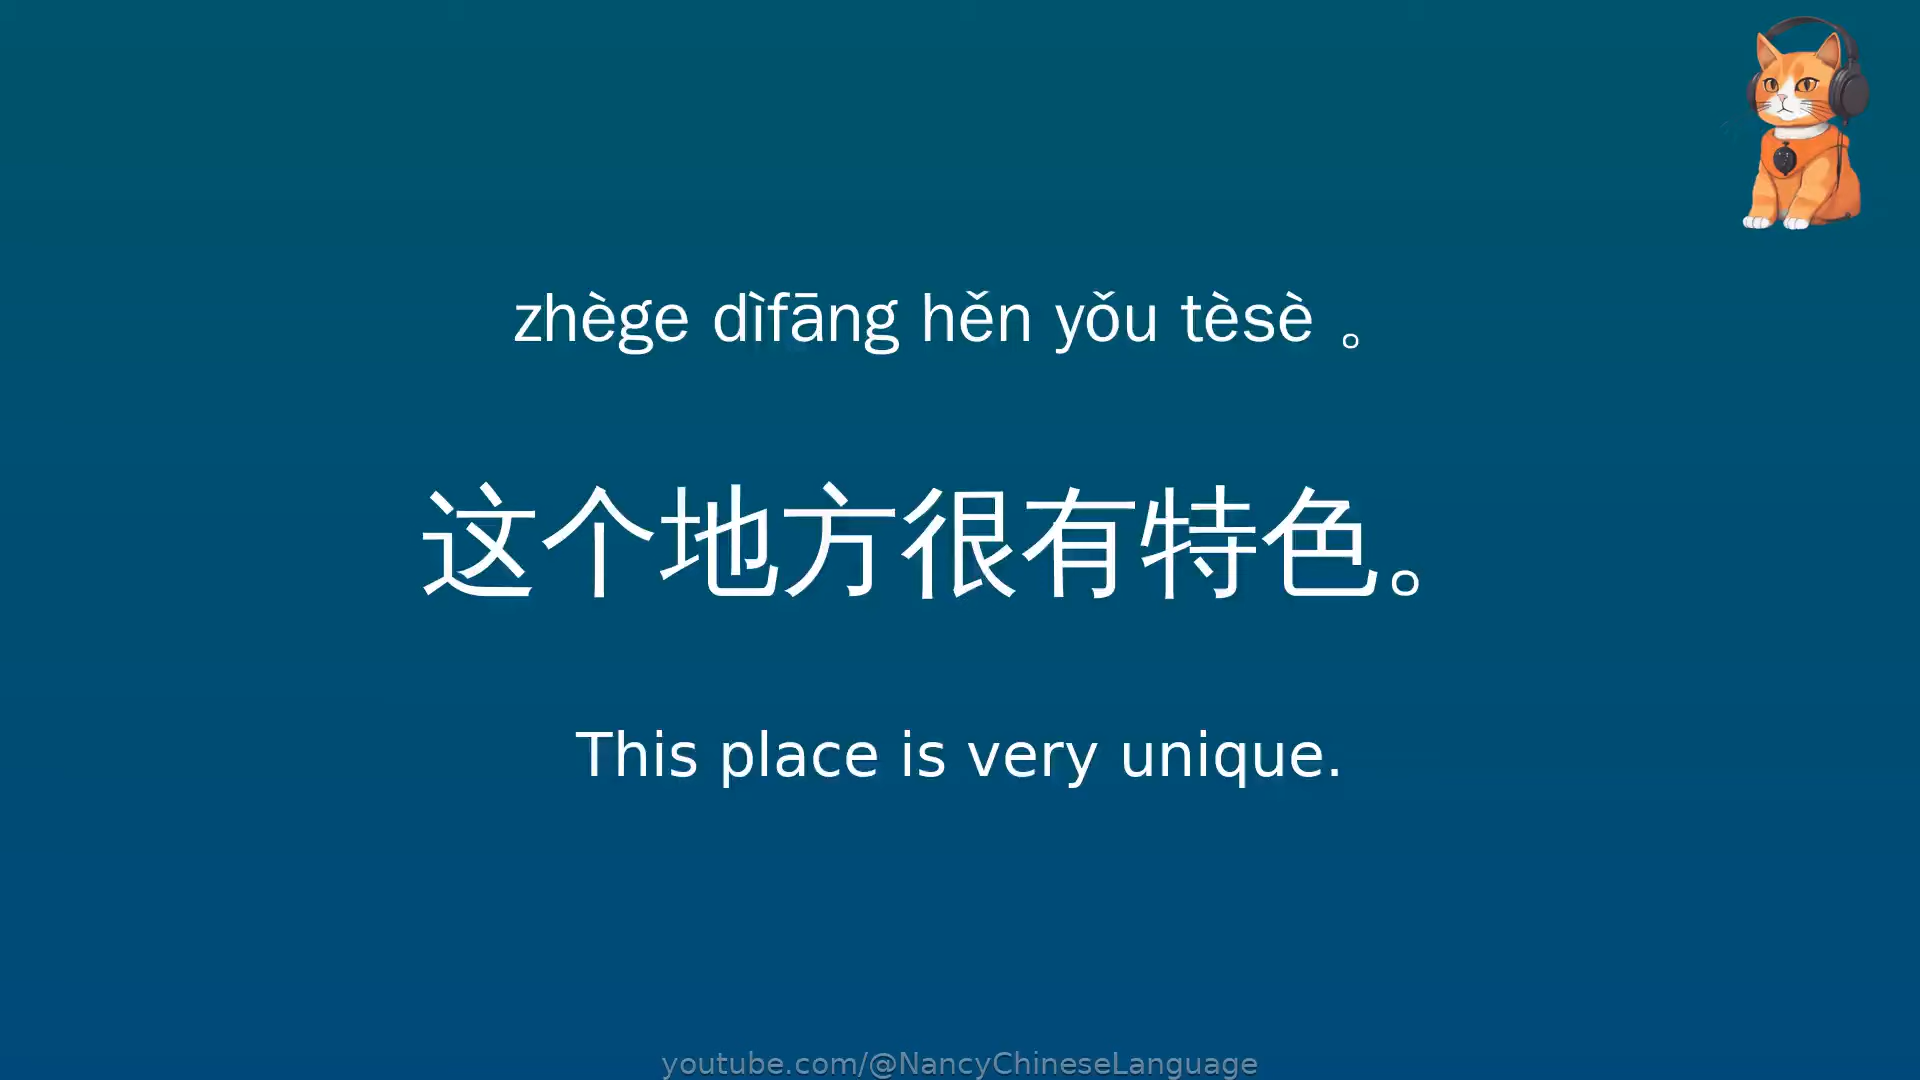 zhège dìfāng hěn yǒu tèsè 。
这个地方很有特色。
This place is very unique.
youtube.com/@NancyChineseLanguage